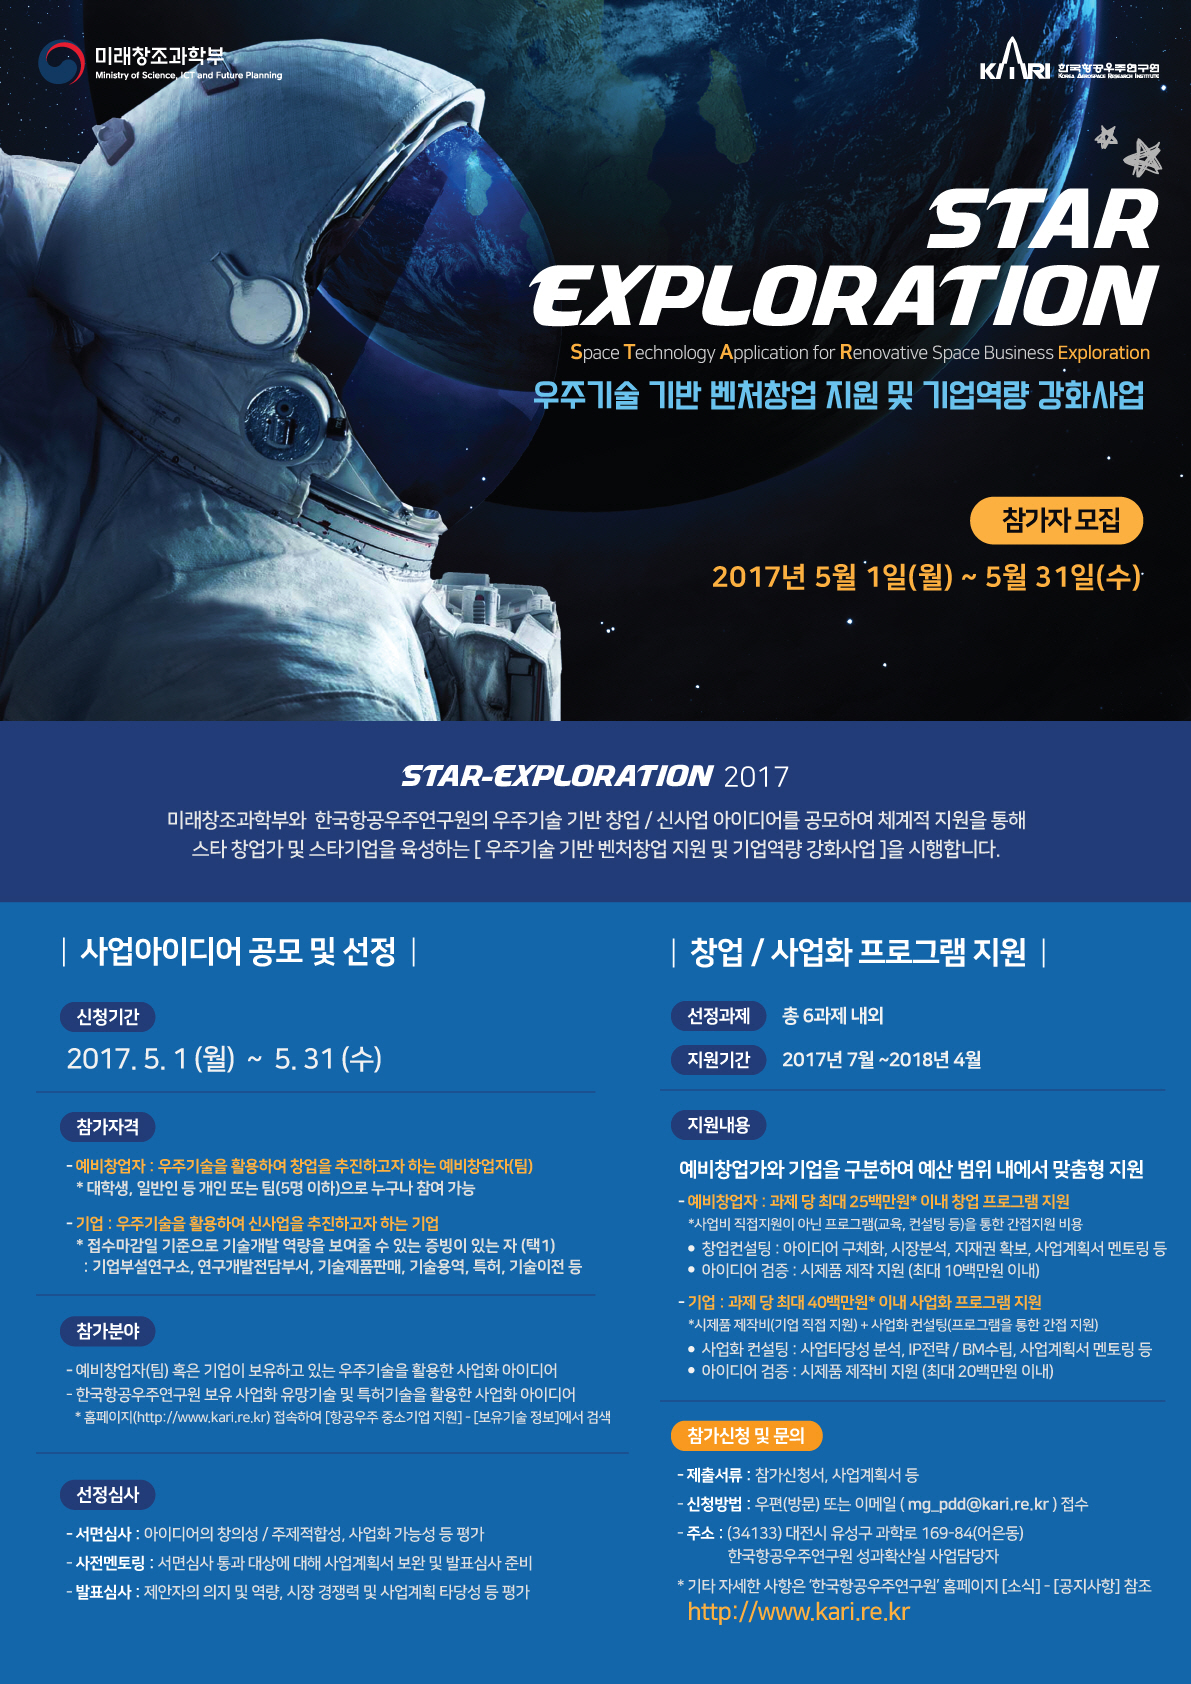 미래창조과학부
Ministry of Science, ICT and Future Planning
KARI 한국항공우주연구원
KOREA AEROSPACE RESEARCH INSTITUTE
STAR
EXPLORATION
Space Technology Application for Renovative Space Business Exploration
우주기술 기반 벤처창업 지원 및 기업역량 강화사업
참가자 모집
2017년 5월 1일(월) ~ 5월 31일(수)
STAR-EXPLORATION 2017
미래창조과학부와 한국항공우주연구원의 우주기술 기반 창업 / 신사업 아이디어를 공모하여 체계적 지원을 통해
스타 창업가 및 스타기업을 육성하는 [ 우주기술 기반 벤처창업 지원 및 기업역량 강화사업 ]을 시행합니다.
| 사업아이디어 공모 및 선정 |
신청기간
2017. 5. 1 (월) ~ 5. 31 (수)
참가자격
- 예비창업자 : 우주기술을 활용하여 창업을 추진하고자 하는 예비창업자(팀)
* 대학생, 일반인 등 개인 또는 팀(5명 이하)으로 누구나 참여 가능
- 기업 : 우주기술을 활용하여 신사업을 추진하고자 하는 기업
* 접수마감일 기준으로 기술개발 역량을 보여줄 수 있는 증빙이 있는 자 (택1)
: 기업부설연구소, 연구개발전담부서, 기술제품판매, 기술용역, 특허, 기술이전 등
참가분야
- 예비창업자(팀) 혹은 기업이 보유하고 있는 우주기술을 활용한 사업화 아이디어
- 한국항공우주연구원 보유 사업화 유망기술 및 특허기술을 활용한 사업화 아이디어
* 홈페이지(http://www.kari.re.kr) 접속하여 [항공우주 중소기업 지원] - [보유기술 정보]에서 검색
선정심사
- 서면심사 : 아이디어의 창의성 / 주제적합성, 사업화 가능성 등 평가
- 사전멘토링 : 서면심사 통과 대상에 대해 사업계획서 보완 및 발표심사 준비
- 발표심사 : 제안자의 의지 및 역량, 시장 경쟁력 및 사업계획 타당성 등 평가
| 창업 / 사업화 프로그램 지원 |
선정과제 총 6과제 내외
지원기간 2017년 7월 ~2018년 4월
지원내용
예비창업가와 기업을 구분하여 예산 범위 내에서 맞춤형 지원
- 예비창업자 : 과제 당 최대 25백만원* 이내 창업 프로그램 지원
*사업비 직접지원이 아닌 프로그램(교육, 컨설팅 등)을 통한 간접지원 비용
• 창업컨설팅 : 아이디어 구체화, 시장분석, 지재권 확보, 사업계획서 멘토링 등
• 아이디어 검증 : 시제품 제작 지원 (최대 10백만원 이내)
- 기업 : 과제 당 최대 40백만원* 이내 사업화 프로그램 지원
*시제품 제작비(기업 직접 지원) + 사업화 컨설팅(프로그램을 통한 간접 지원)
• 사업화 컨설팅 : 사업타당성 분석, IP전략 / BM수립, 사업계획서 멘토링 등
• 아이디어 검증 : 시제품 제작비 지원 (최대 20백만원 이내)
참가신청 및 문의
- 제출서류 : 참가신청서, 사업계획서 등
- 신청방법 : 우편(방문) 또는 이메일 ( mg_pdd@kari.re.kr ) 접수
- 주소 : (34133) 대전시 유성구 과학로 169-84(어은동)
한국항공우주연구원 성과확산실 사업담당자
* 기타 자세한 사항은 '한국항공우주연구원' 홈페이지 [소식] - [공지사항] 참조
http://www.kari.re.kr